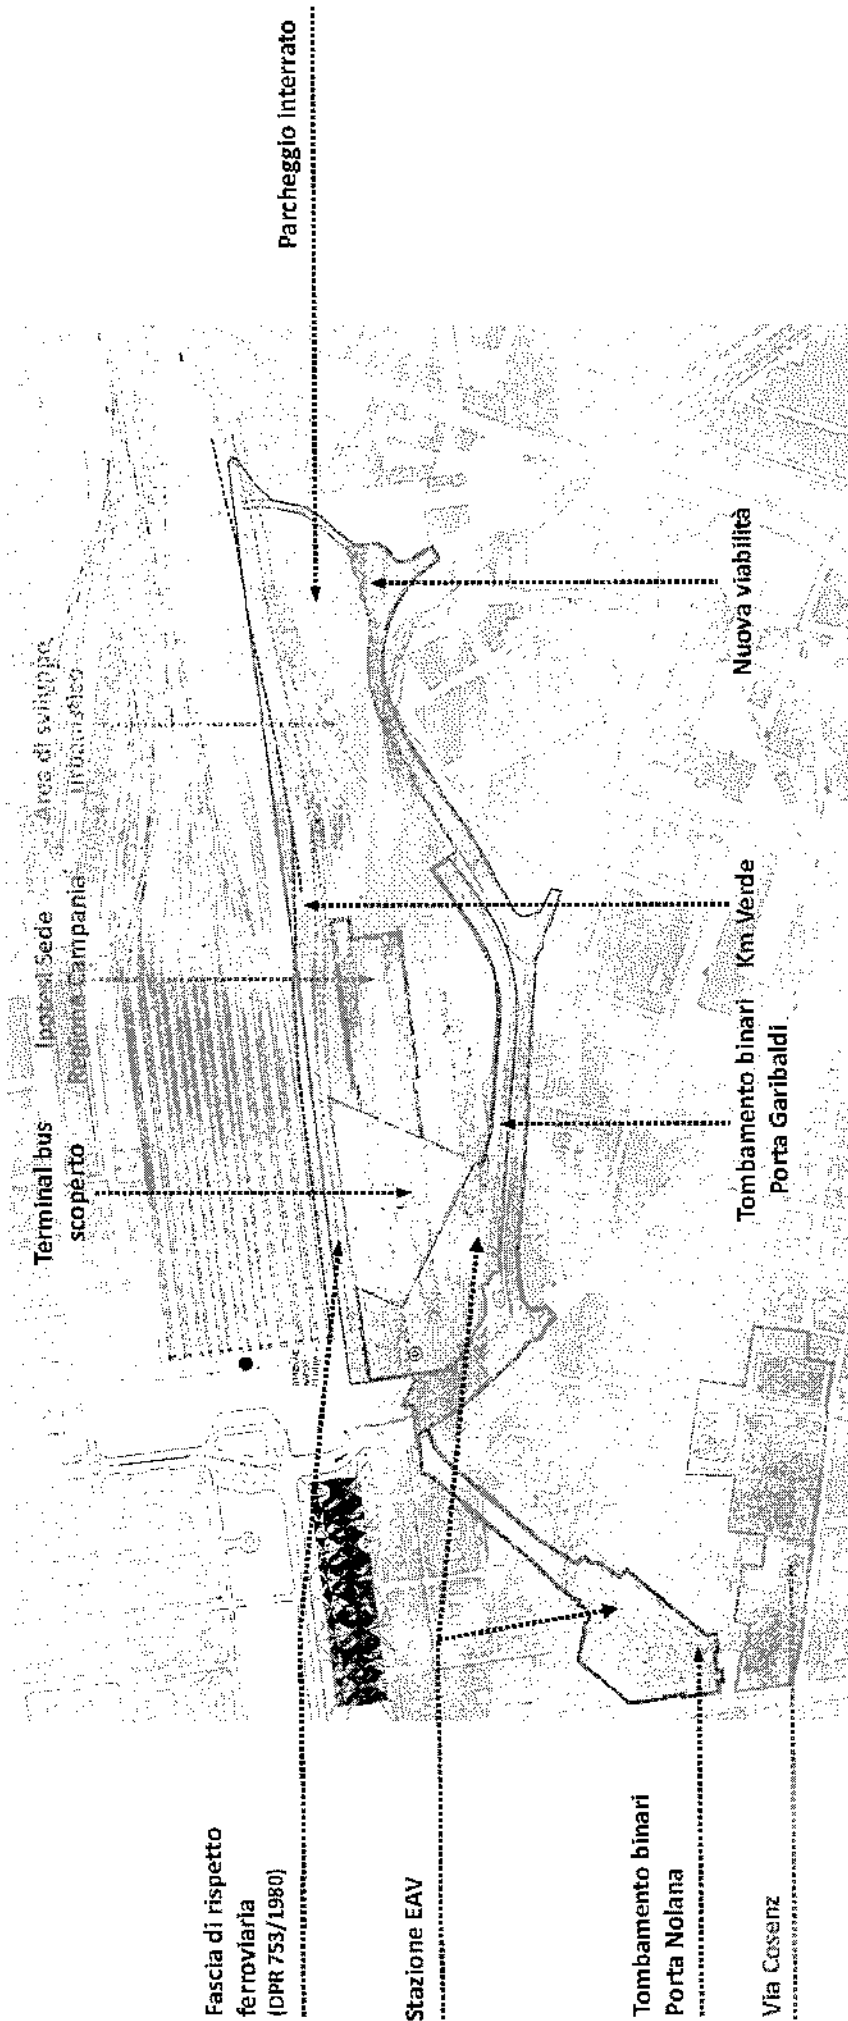 Parcheggio interrato
Area di sviluppo
urbanistico
Ipotesi Sede
Regione Campania
Terminal bus
scoperto
Nuova viabilità
Km Verde
Tombamento binari
Porta Garibaldi
Fascia di rispetto
ferroviaria
(DPR 753/1980)
Stazione EAV
Tombamento binari
Porta Nolana
Via Cosenz